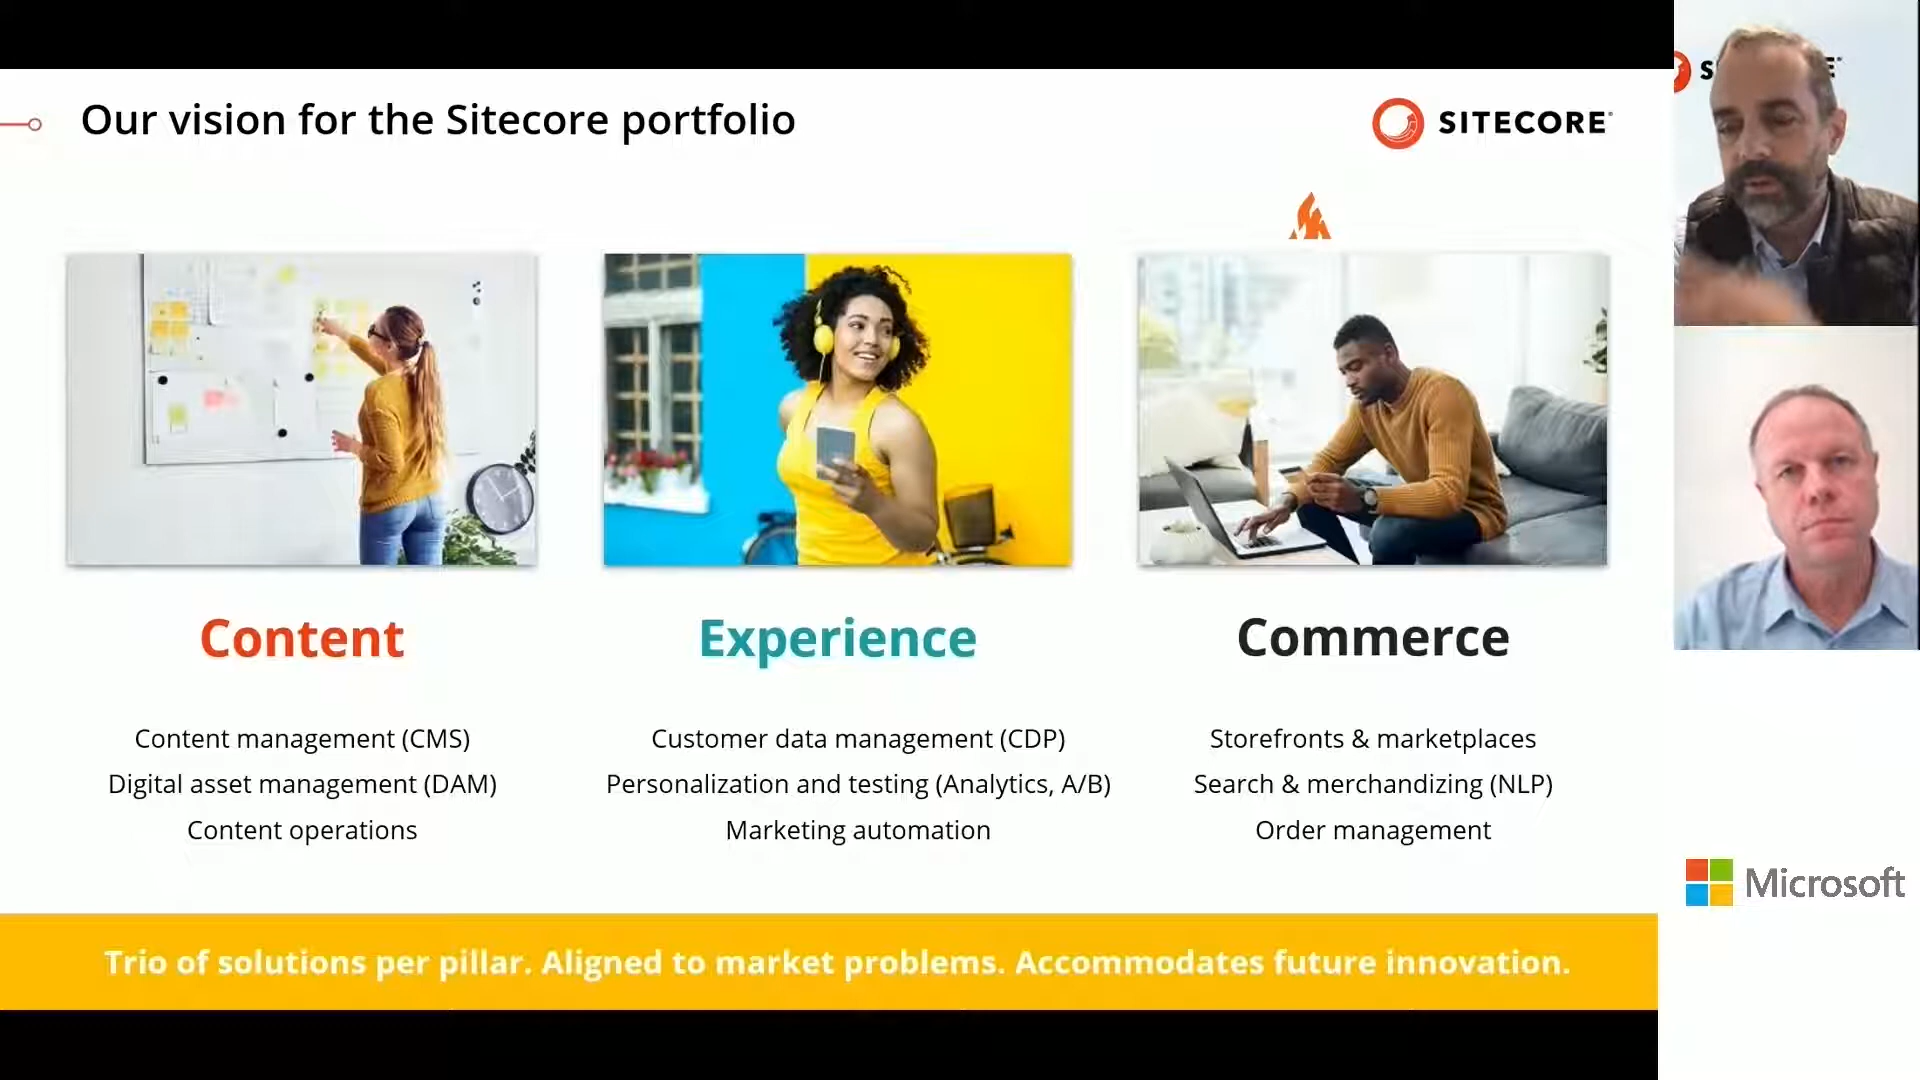 Our vision for the Sitecore portfolio
SITECORE
Content
Content management (CMS)
Digital asset management (DAM)
Content operations
Experience
Customer data management (CDP)
Personalization and testing (Analytics, A/B)
Marketing automation
Commerce
Storefronts & marketplaces
Search & merchandizing (NLP)
Order management
Trio of solutions per pillar. Aligned to market problems. Accommodates future innovation.
Microsoft